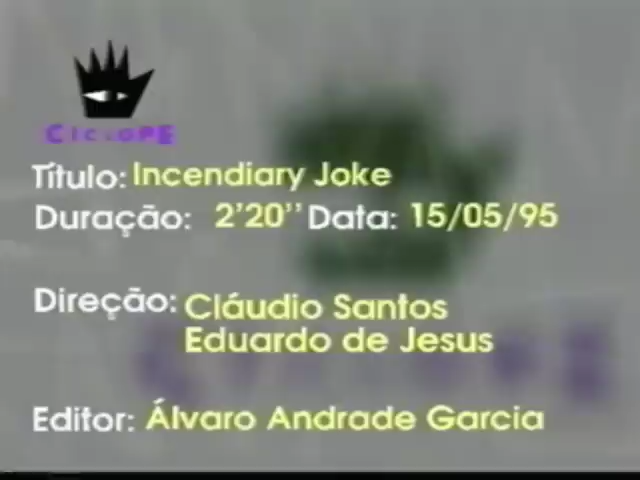 CICLOPE
Título: Incendiary Joke
Duração: 2'20" Data: 15/05/95
Direção: Cláudio Santos
Eduardo de Jesus
Editor: Álvaro Andrade Garcia